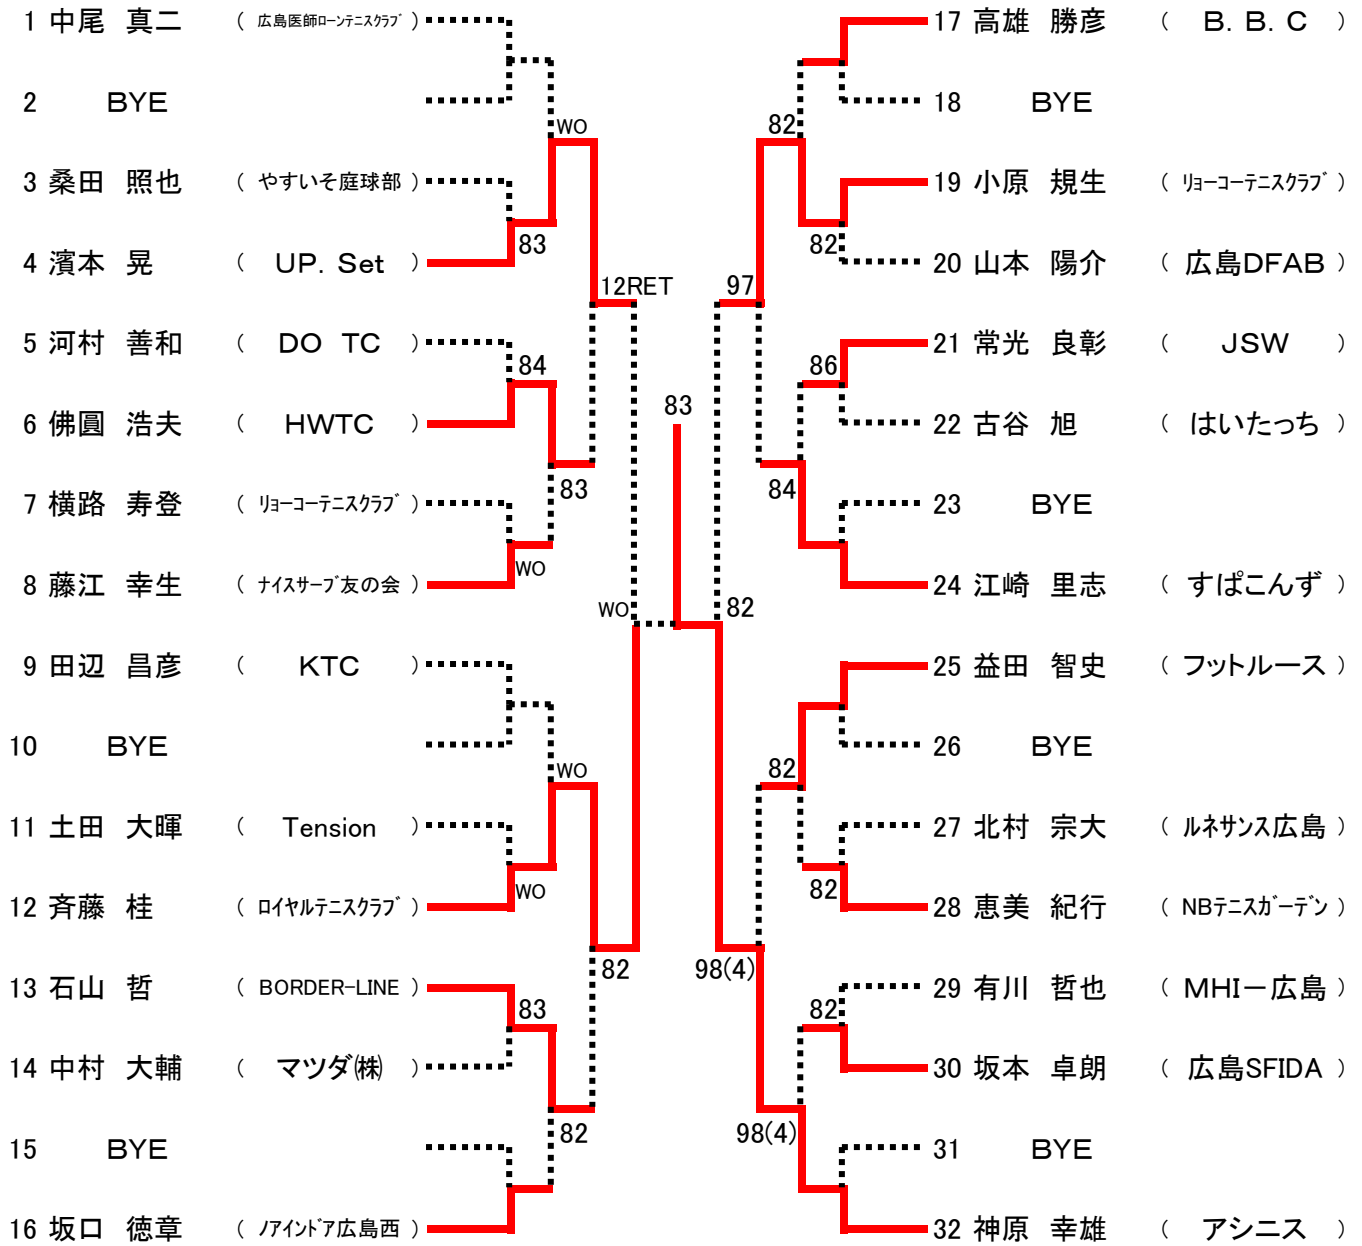 1 中尾 真二 ( 広島医師ローンテニスクラブ )
2 BYE
WO
3 桑田 照也 ( やすいそ庭球部 )
83
4 濱本 晃 ( UP. Set )
12RET
5 河村 善和 ( DO TC )
84
6 佛圓 浩夫 ( HWTC )
83
7 横路 寿登 ( リョーコーテニスクラブ )
WO
8 藤江 幸生 ( ナイスサーブ友の会 )
WO
9 田辺 昌彦 ( KTC )
10 BYE
WO
11 土田 大暉 ( Tension )
WO
12 斉藤 桂 ( ロイヤルテニスクラブ )
82
13 石山 哲 ( BORDER-LINE )
83
14 中村 大輔 ( マツダ㈱ )
82
15 BYE
16 坂口 徳章 ( ノアインドア広島西 )
83
17 高雄 勝彦 ( B. B. C )
18 BYE
82
19 小原 規生 ( リョーコーテニスクラブ )
82
20 山本 陽介 ( 広島DFAB )
97
21 常光 良彰 ( JSW )
86
22 古谷 旭 ( はいたっち )
84
23 BYE
24 江崎 里志 ( すぱこんず )
82
25 益田 智史 ( フットルース )
26 BYE
82
27 北村 宗大 ( ルネサンス広島 )
82
28 恵美 紀行 ( NBテニスガーデン )
98(4)
29 有川 哲也 ( MHI－広島 )
82
30 坂本 卓朗 ( 広島SFIDA )
98(4)
31 BYE
32 神原 幸雄 ( アシニス )